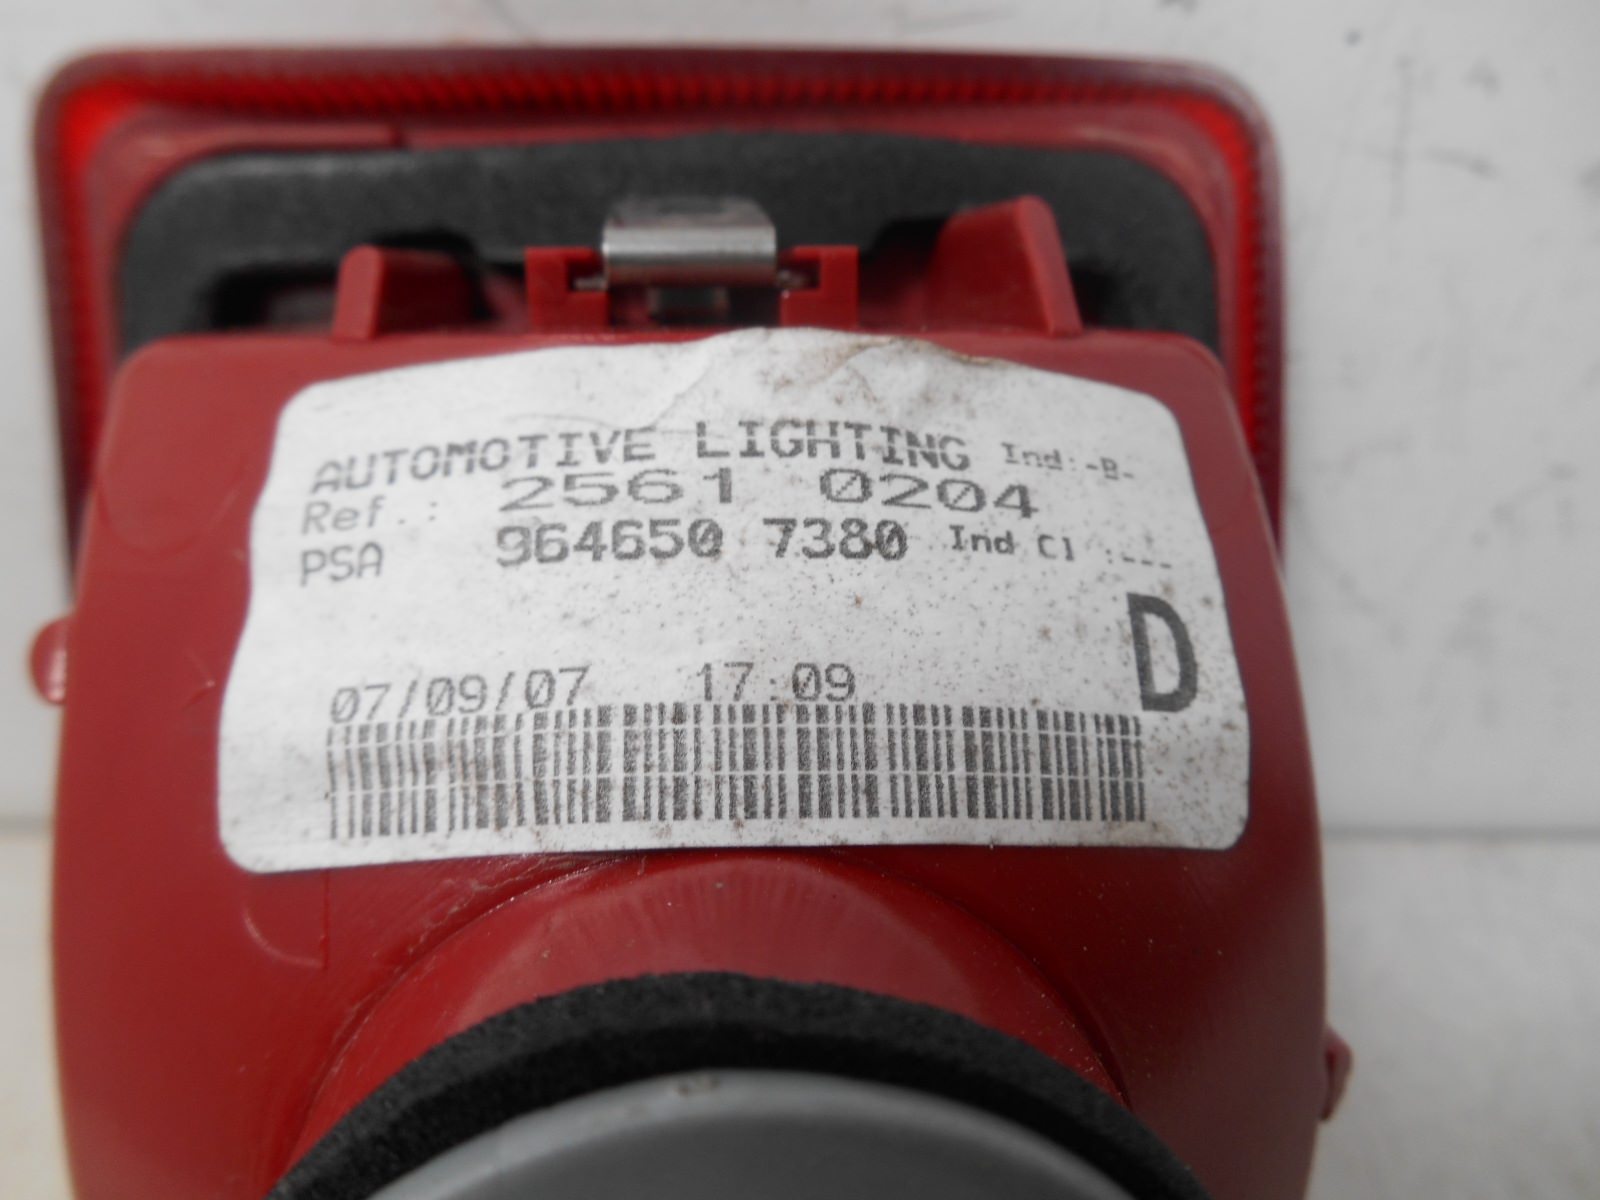 AUTOMOTIVE LIGHTING Ind:-B-
Ref.: 2561 0204
PSA 964650 7380 Ind Cl :---
D
07/09/07 17:09